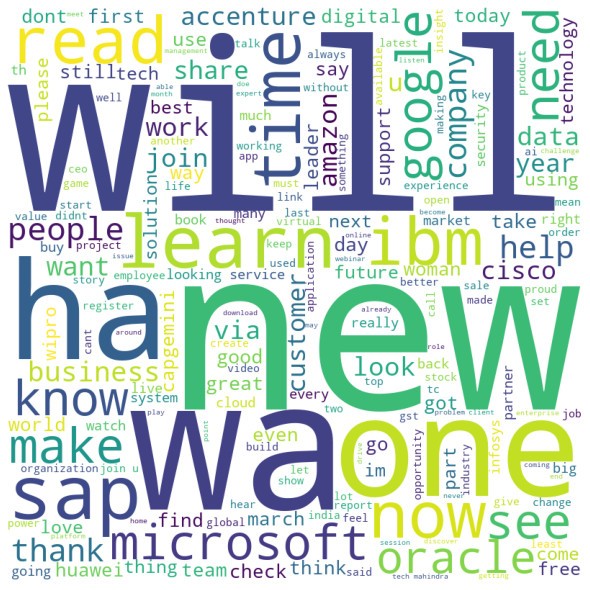 dont first accenture digital today meet
read still tech use share talk always latest insight
th please management time say google u available listen product need technology
will
well able month doe expert without key
another best work much leader amazon something support company making security data ai challenge
join working app must experience year
game way
ceo life link open using mean
people start solution learn book many last virtual ibm next market become take right order
value didnt
buy project want issue thought keep day online webinar help
story employee looking service used application future woman better call sale cisco proud set
register already made
ha new
wipro cant around capgemini download customer may role
business via create good video really look back stock got tc partner job
know live great every top
world watch system cloud two gst opportunity
make play even problem client enterprise infosys
wa one
organization join u point build go im part industry big
sap let show drive coming end
power love home find hear global march lot report india feel never now give see change least
thank platform microsoft session discover oracle come
going huawei thing team check think said tech mahindra getting free